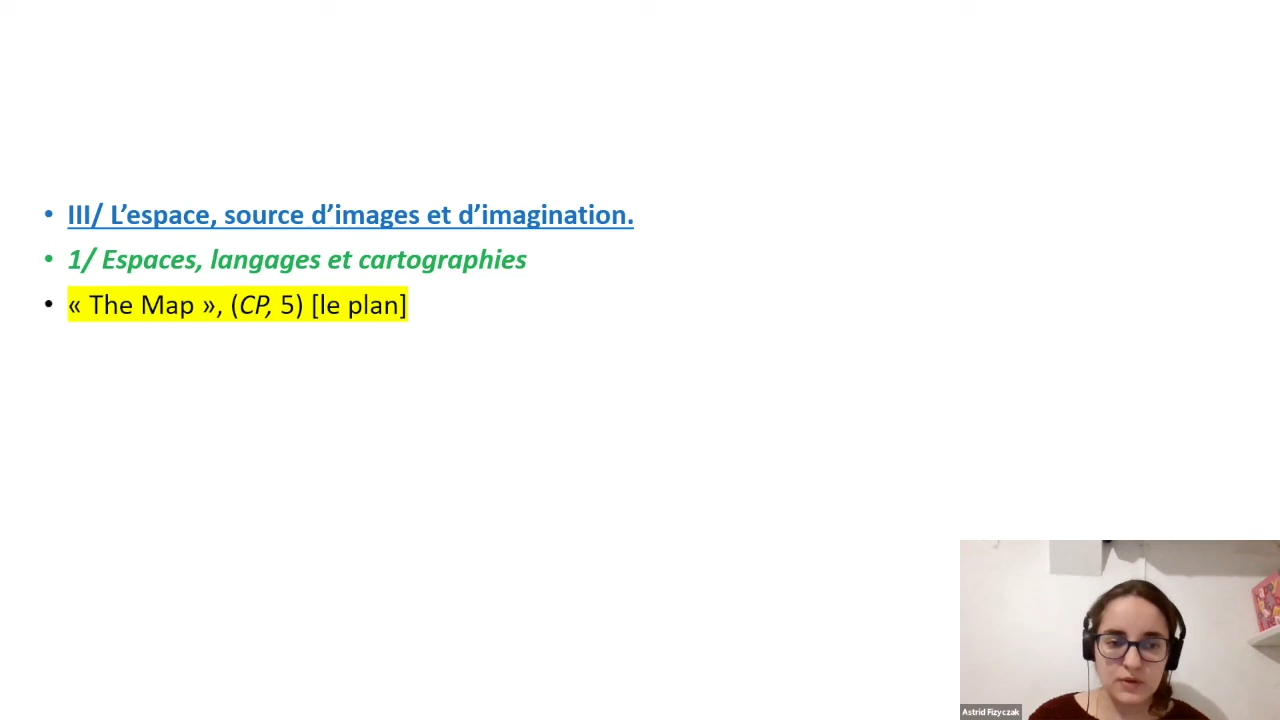 • III/ L’espace, source d’images et d’imagination.
• 1/ Espaces, langages et cartographies
• « The Map », (CP, 5) [le plan]
Astrid Fizyczak